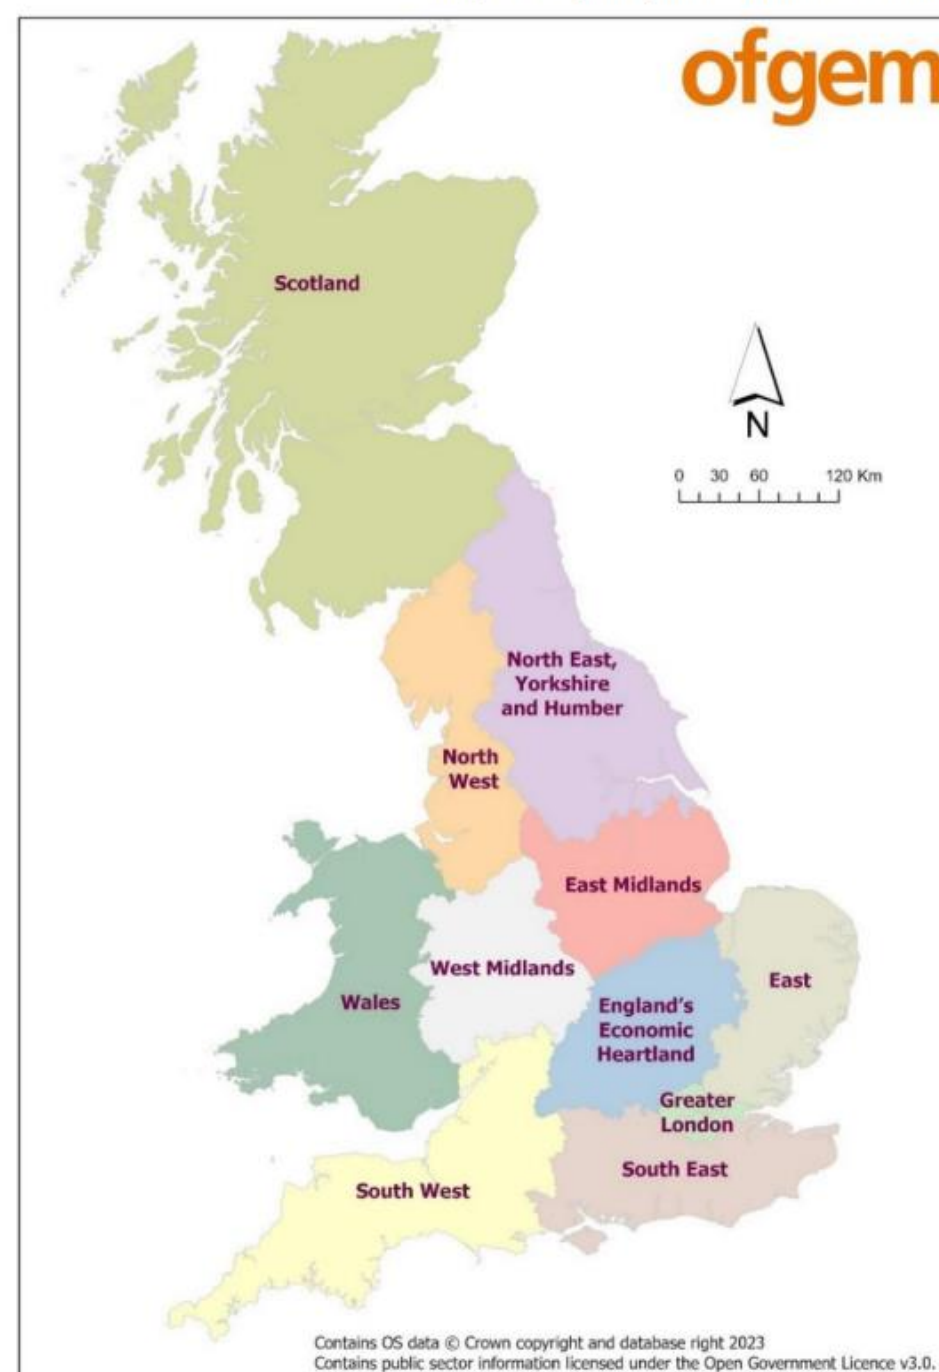 ofgem
Scotland
N
0 30 60 120 Km
North East,
Yorkshire
and Humber
North
West
East Midlands
West Midlands
East
Wales
England's
Economic
Heartland
Greater
London
South East
South West
Contains OS data © Crown copyright and database right 2023
Contains public sector information licensed under the Open Government Licence v3.0.